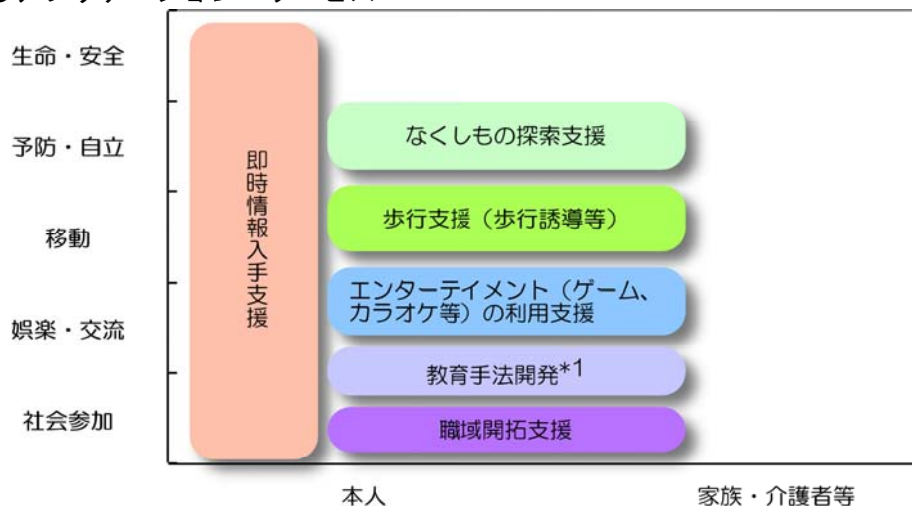 生命・安全
予防・自立
移動
娯楽・交流
社会参加
即時情報入手支援
なくしもの探索支援
歩行支援（歩行誘導等）
エンターテイメント（ゲーム、
カラオケ等）の利用支援
教育手法開発*1
職域開拓支援
本人
家族・介護者等